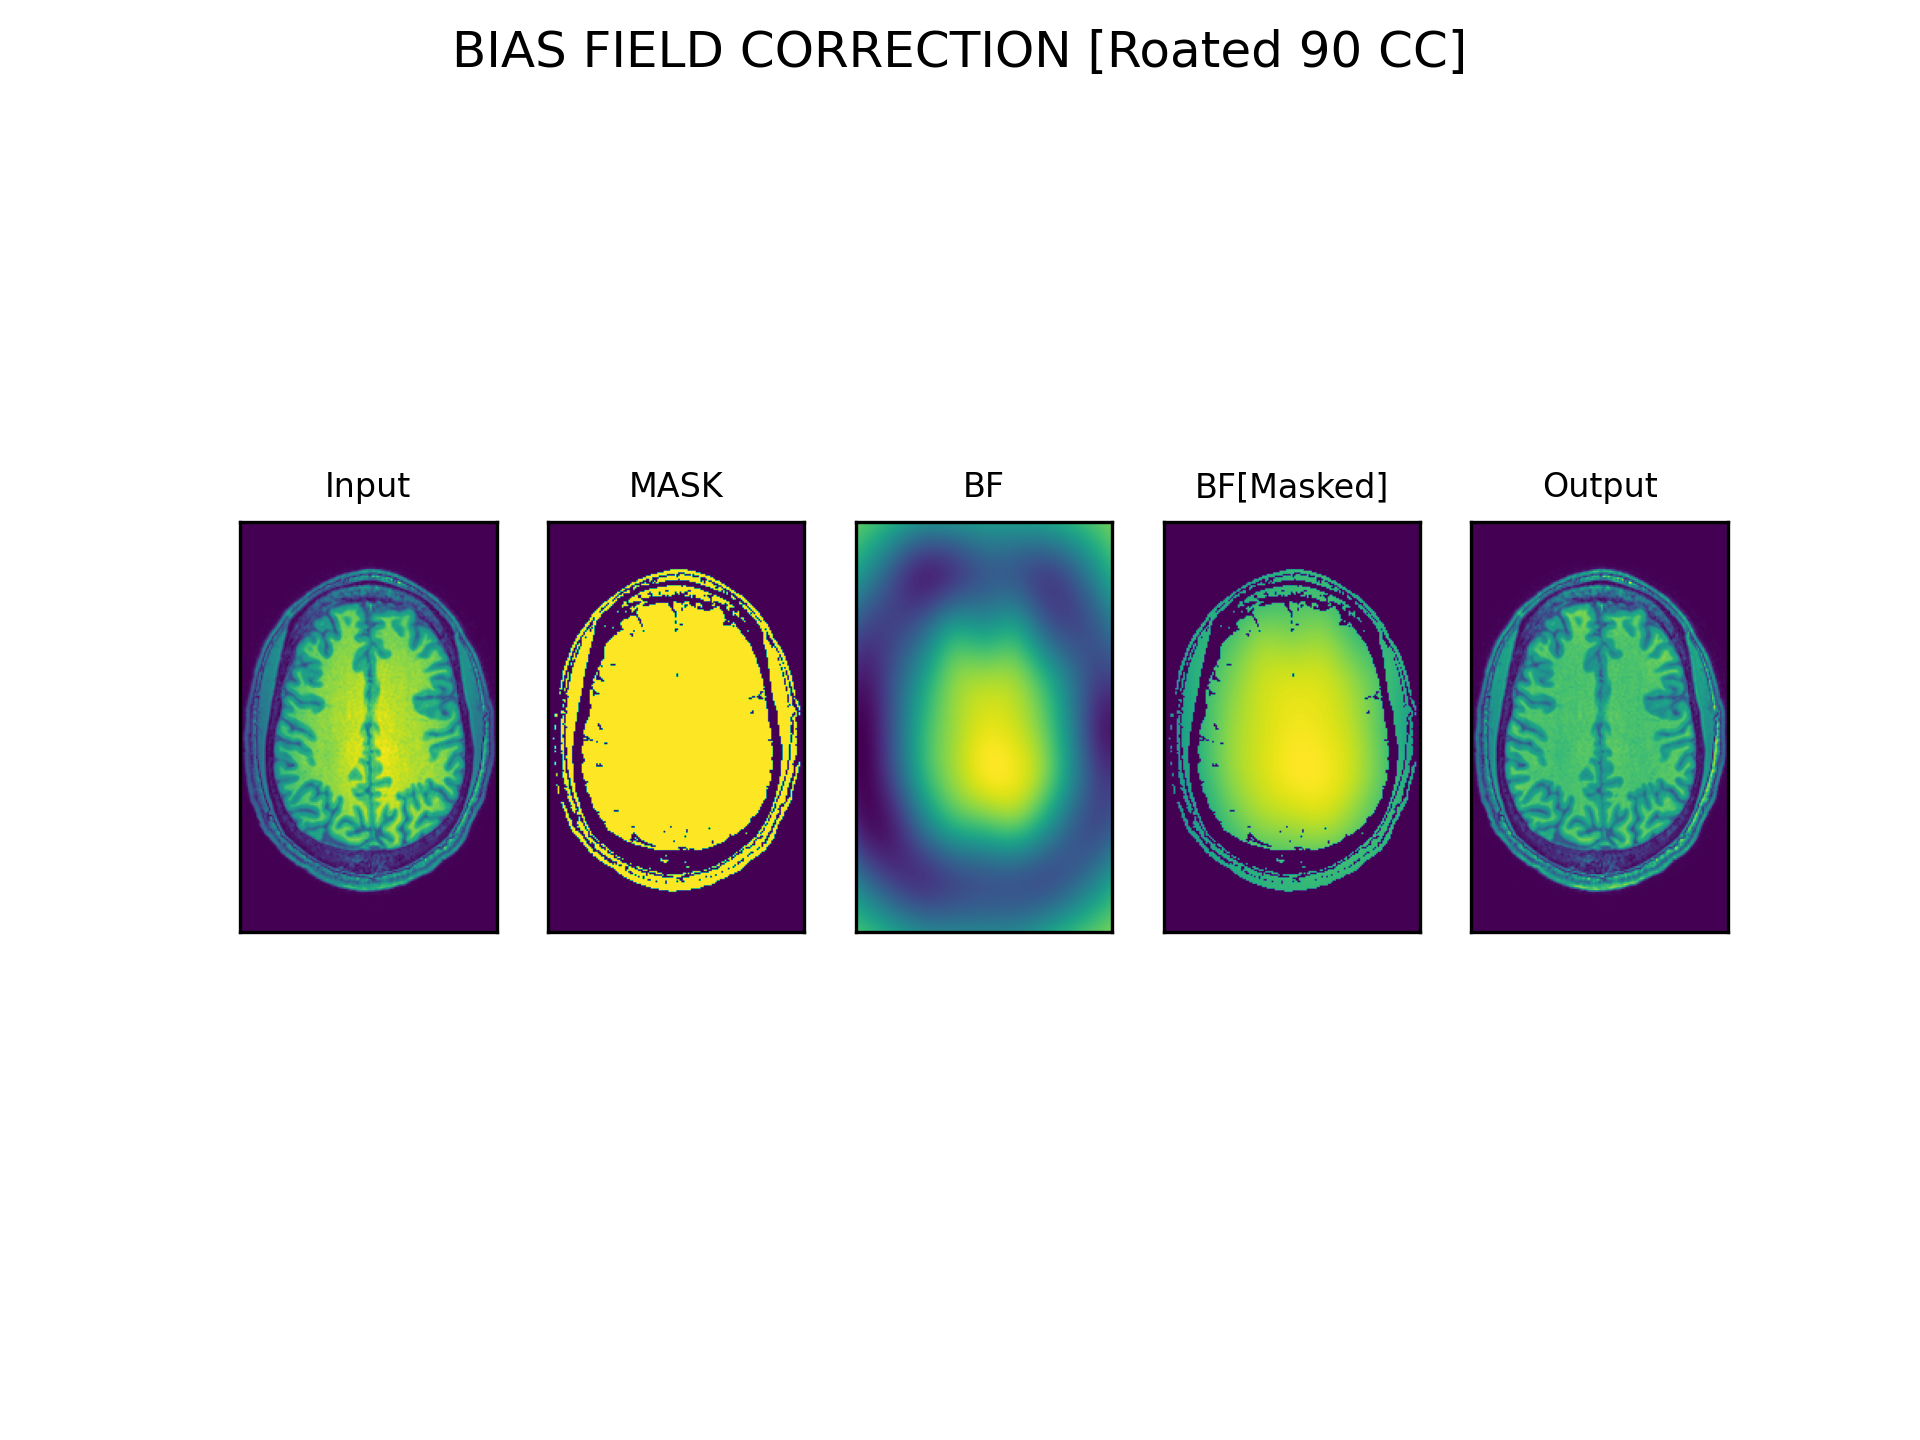 BIAS FIELD CORRECTION [Roated 90 CC]
Input
MASK
BF
BF[Masked]
Output